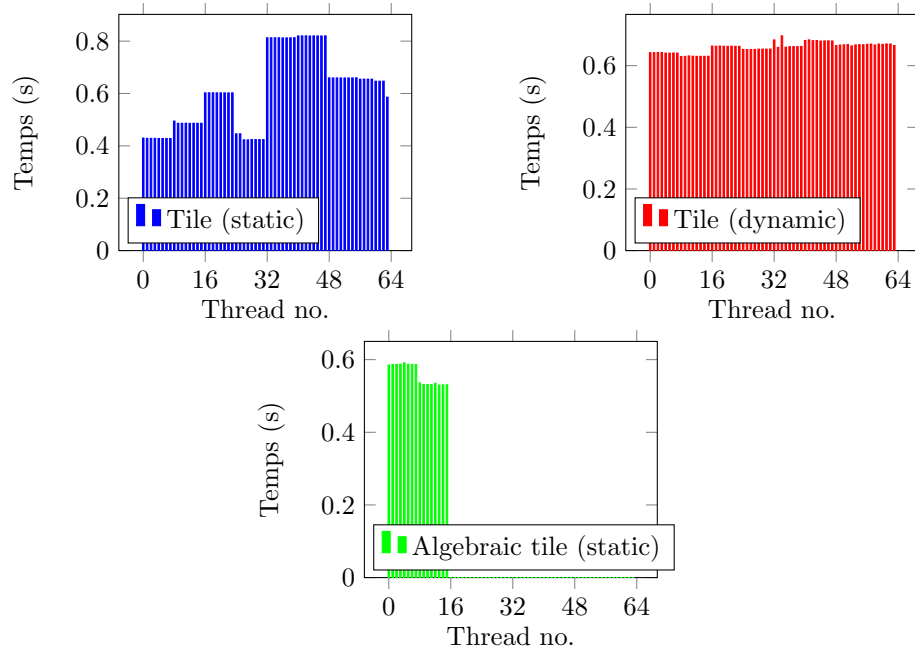 0.8
0.6
0.4
0.2
0
Temps (s)
Tile (static)
0 16 32 48 64
Thread no.
0.6
0.4
0.2
0
Temps (s)
Tile (dynamic)
0 16 32 48 64
Thread no.
0.6
0.4
0.2
0
Temps (s)
Algebraic tile (static)
0 16 32 48 64
Thread no.